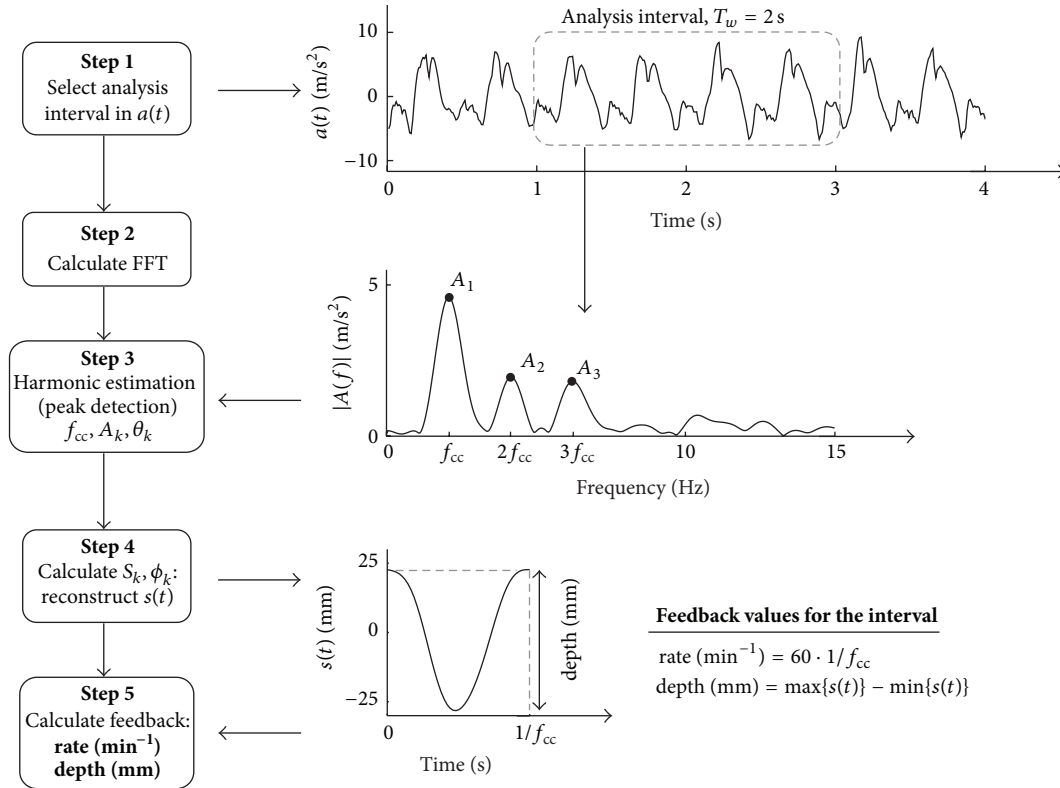 Step 1
Select analysis
interval in a(t)
Step 2
Calculate FFT
Step 3
Harmonic estimation
(peak detection)
f_cc, A_k, θ_k
Step 4
Calculate S_k, ϕ_k:
reconstruct s(t)
Step 5
Calculate feedback:
rate (min⁻¹)
depth (mm)
Analysis interval, T_w = 2 s
a(t) (m/s²)
10
0
−10
0 1 2 3 4
Time (s)
|A(f)| (m/s²)
5
0
A₁
A₂
A₃
0 f_cc 2f_cc 3f_cc 10 15
Frequency (Hz)
s(t) (mm)
25
0
−25
depth (mm)
0 1/f_cc
Time (s)
Feedback values for the interval
rate (min⁻¹) = 60 · 1/f_cc
depth (mm) = max{s(t)} − min{s(t)}